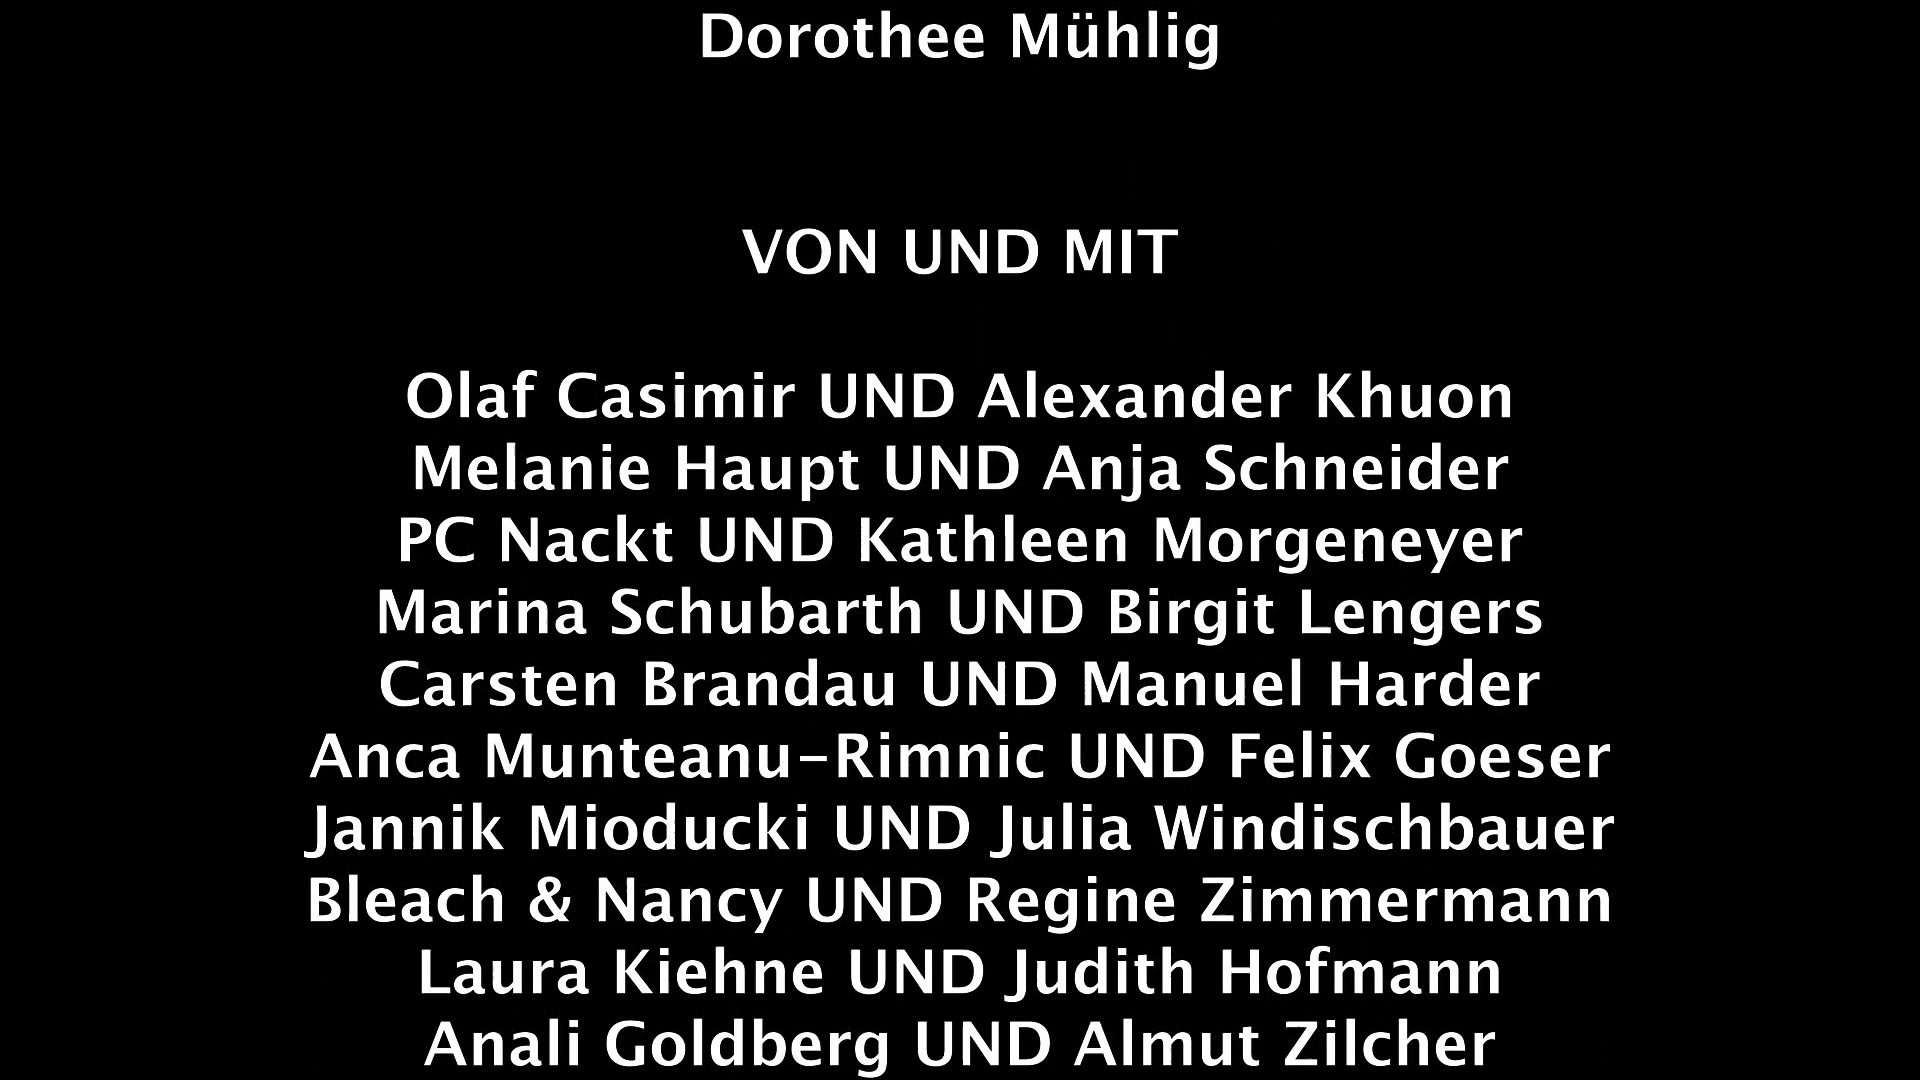 Dorothee Mühlig
VON UND MIT
Olaf Casimir UND Alexander Khuon
Melanie Haupt UND Anja Schneider
PC Nackt UND Kathleen Morgeneyer
Marina Schubarth UND Birgit Lengers
Carsten Brandau UND Manuel Harder
Anca Munteanu-Rimnic UND Felix Goeser
Jannik Mioducki UND Julia Windischbauer
Bleach & Nancy UND Regine Zimmermann
Laura Kiehne UND Judith Hofmann
Anali Goldberg UND Almut Zilcher